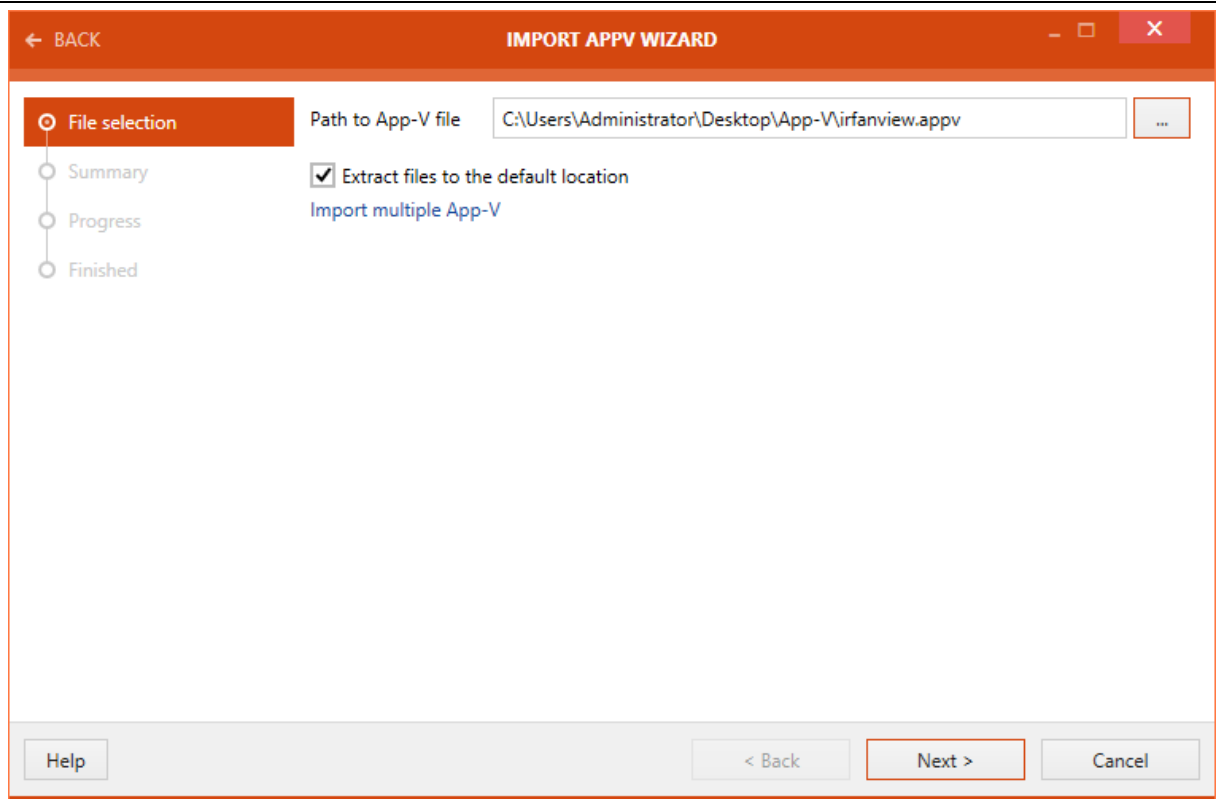 ← BACK
IMPORT APPV WIZARD
File selection
Path to App-V file
C:\Users\Administrator\Desktop\App-V\irfanview.appv
...
Summary
Extract files to the default location
Import multiple App-V
Progress
Finished
Help
< Back
Next >
Cancel